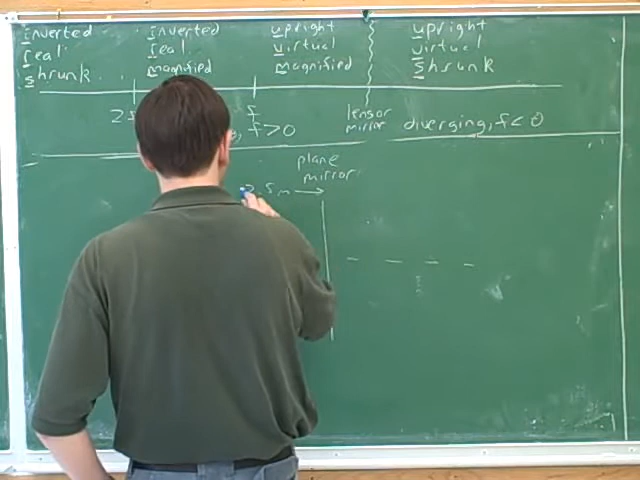 inverted inverted upright upright
real real virtual virtual
shrunk magnified magnified shrunk
2f f
f>0 lens or mirror diverging, f<0
plane
mirror
5m